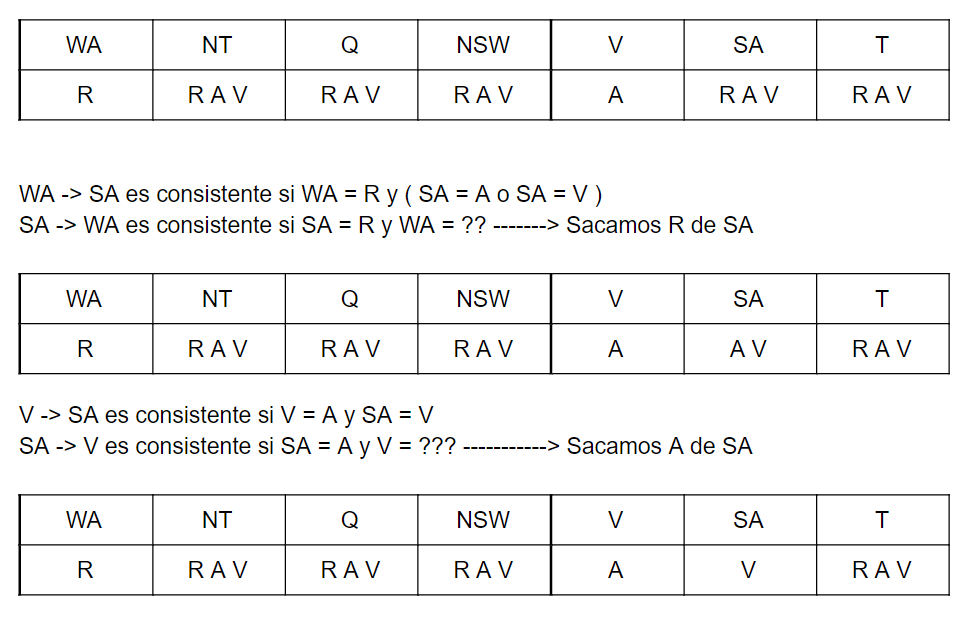 WA NT Q NSW V SA T
R R A V R A V R A V A R A V R A V
WA -> SA es consistente si WA = R y ( SA = A o SA = V )
SA -> WA es consistente si SA = R y WA = ?? -------> Sacamos R de SA
WA NT Q NSW V SA T
R R A V R A V R A V A A V R A V
V -> SA es consistente si V = A y SA = V
SA -> V es consistente si SA = A y V = ??? -----------> Sacamos A de SA
WA NT Q NSW V SA T
R R A V R A V R A V A V R A V